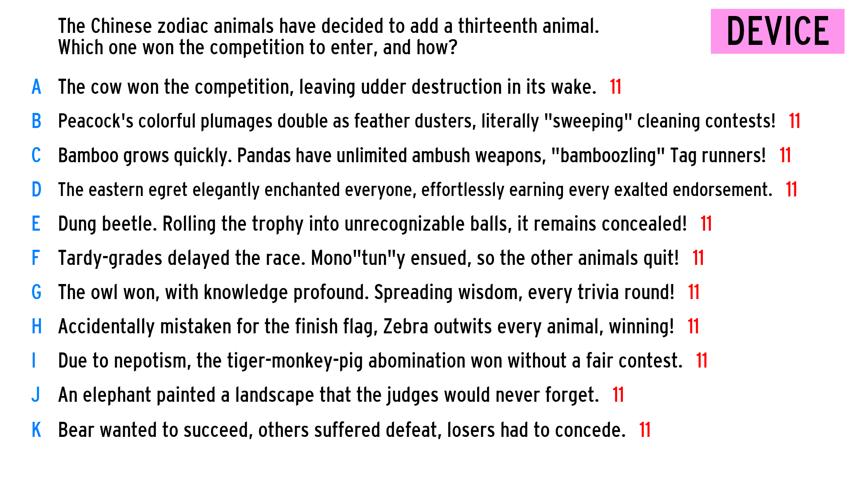 The Chinese zodiac animals have decided to add a thirteenth animal.
Which one won the competition to enter, and how?
DEVICE
A The cow won the competition, leaving udder destruction in its wake. 11
B Peacock's colorful plumages double as feather dusters, literally "sweeping" cleaning contests! 11
C Bamboo grows quickly. Pandas have unlimited ambush weapons, "bamboozling" Tag runners! 11
D The eastern egret elegantly enchanted everyone, effortlessly earning every exalted endorsement. 11
E Dung beetle. Rolling the trophy into unrecognizable balls, it remains concealed! 11
F Tardy-grades delayed the race. Mono"tun"y ensued, so the other animals quit! 11
G The owl won, with knowledge profound. Spreading wisdom, every trivia round! 11
H Accidentally mistaken for the finish flag, Zebra outwits every animal, winning! 11
I Due to nepotism, the tiger-monkey-pig abomination won without a fair contest. 11
J An elephant painted a landscape that the judges would never forget. 11
K Bear wanted to succeed, others suffered defeat, losers had to concede. 11